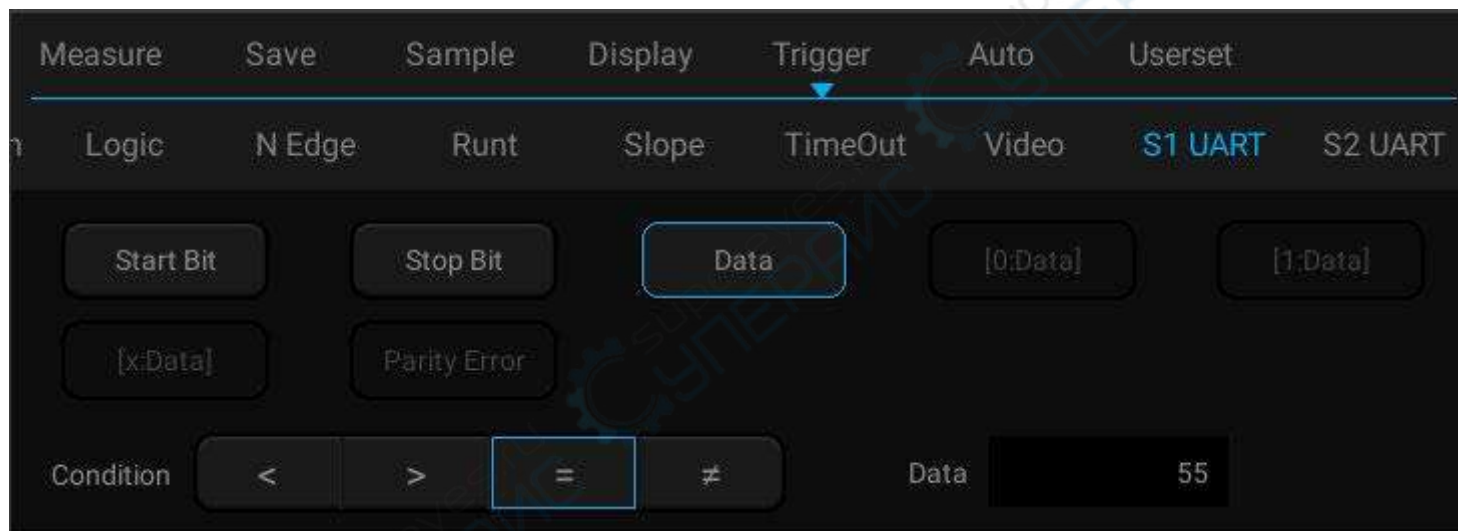 Measure Save Sample Display Trigger Auto Userset
Logic N Edge Runt Slope TimeOut Video S1 UART S2 UART
Start Bit Stop Bit Data [0:Data] [1:Data]
[x:Data] Parity Error
Condition < > = ≠ Data 55